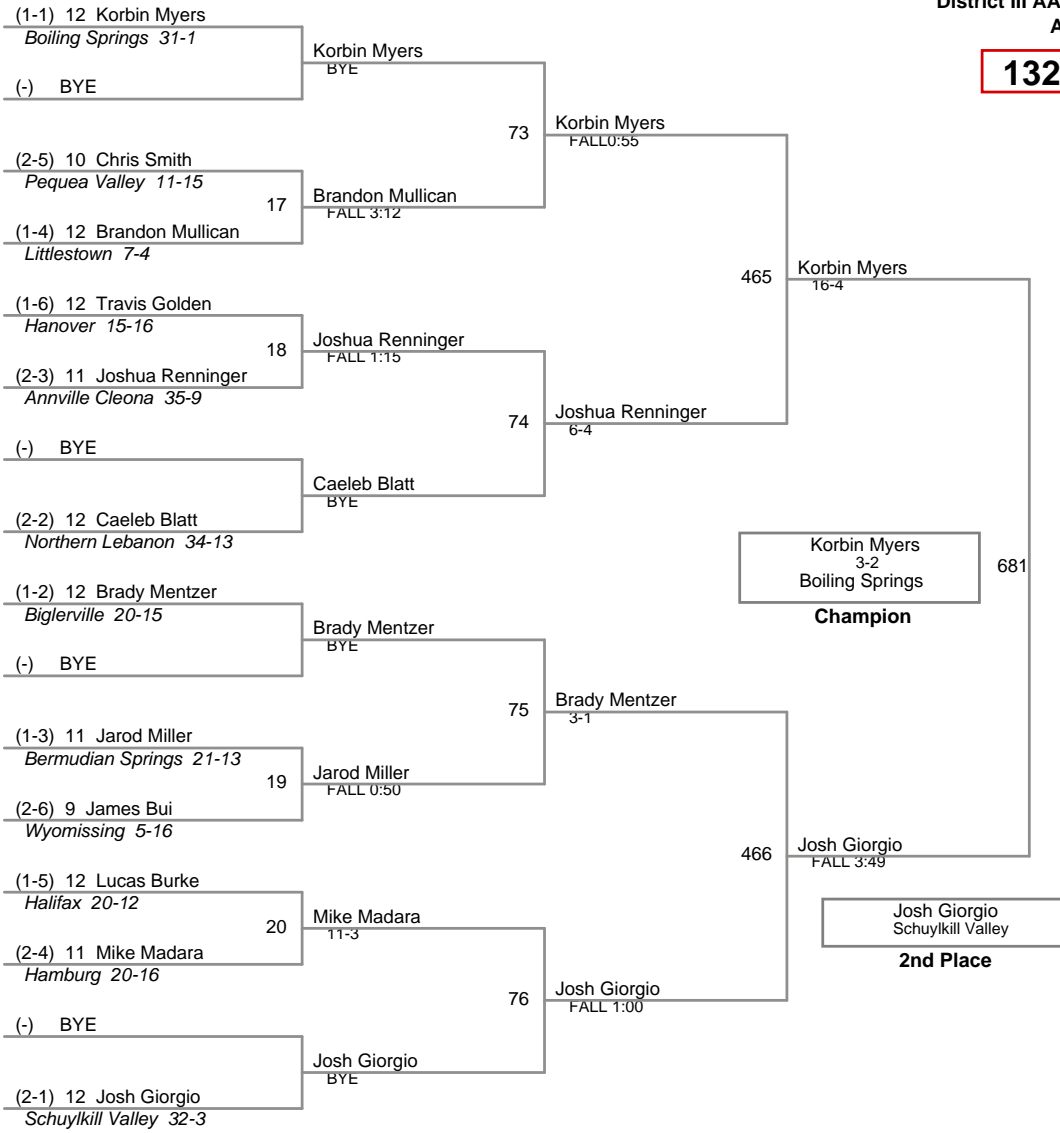 District III AA
A
132
(1-1) 12 Korbin Myers
Boiling Springs 31-1
(-) BYE
(2-5) 10 Chris Smith
Pequea Valley 11-15
17
(1-4) 12 Brandon Mullican
Littlestown 7-4
(1-6) 12 Travis Golden
Hanover 15-16
18
(2-3) 11 Joshua Renninger
Annville Cleona 35-9
(-) BYE
(2-2) 12 Caeleb Blatt
Northern Lebanon 34-13
(1-2) 12 Brady Mentzer
Biglerville 20-15
(-) BYE
(1-3) 11 Jarod Miller
Bermudian Springs 21-13
19
(2-6) 9 James Bui
Wyomissing 5-16
(1-5) 12 Lucas Burke
Halifax 20-12
20
(2-4) 11 Mike Madara
Hamburg 20-16
(-) BYE
(2-1) 12 Josh Giorgio
Schuylkill Valley 32-3
Korbin Myers
BYE
73
Brandon Mullican
FALL 3:12
Joshua Renninger
FALL 1:15
74
Caeleb Blatt
BYE
Brady Mentzer
BYE
75
Jarod Miller
FALL 0:50
Mike Madara
11-3
76
Josh Giorgio
BYE
Korbin Myers
FALL0:55
465
Joshua Renninger
6-4
Brady Mentzer
3-1
466
Josh Giorgio
FALL 1:00
Korbin Myers
16-4
681
Josh Giorgio
FALL 3:49
Korbin Myers
3-2
Boiling Springs
Champion
Josh Giorgio
Schuylkill Valley
2nd Place